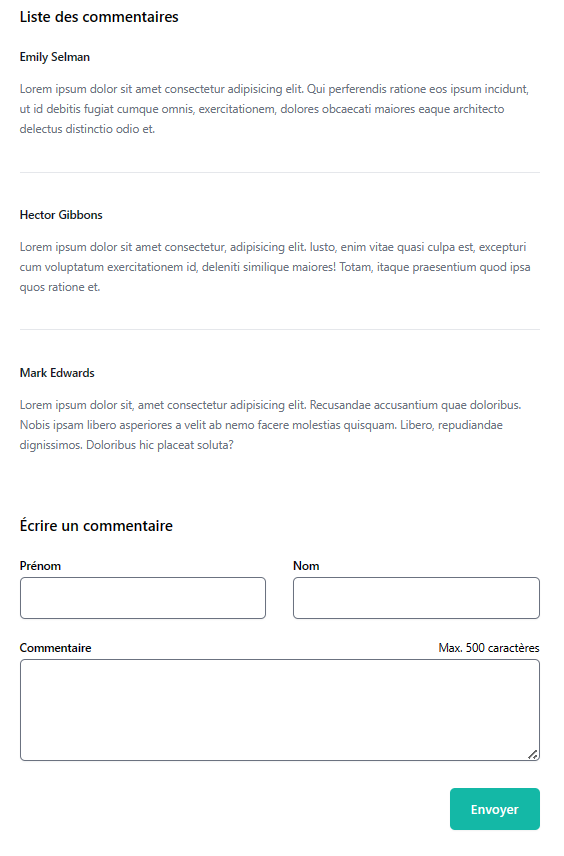 Liste des commentaires
Emily Selman
Lorem ipsum dolor sit amet consectetur adipisicing elit. Qui perferendis ratione eos ipsum incidunt,
ut id debitis fugiat cumque omnis, exercitationem, dolores obcaecati maiores eaque architecto
delectus distinctio odio et.
Hector Gibbons
Lorem ipsum dolor sit amet consectetur, adipisicing elit. Iusto, enim vitae quasi culpa est, excepturi
cum voluptatum exercitationem id, deleniti similique maiores! Totam, itaque praesentium quod ipsa
quos ratione et.
Mark Edwards
Lorem ipsum dolor sit, amet consectetur adipisicing elit. Recusandae accusantium quae doloribus.
Nobis ipsam libero asperiores a velit ab nemo facere molestias quisquam. Libero, repudiandae
dignissimos. Doloribus hic placeat soluta?
Écrire un commentaire
Prénom Nom
Commentaire Max. 500 caractères
Envoyer